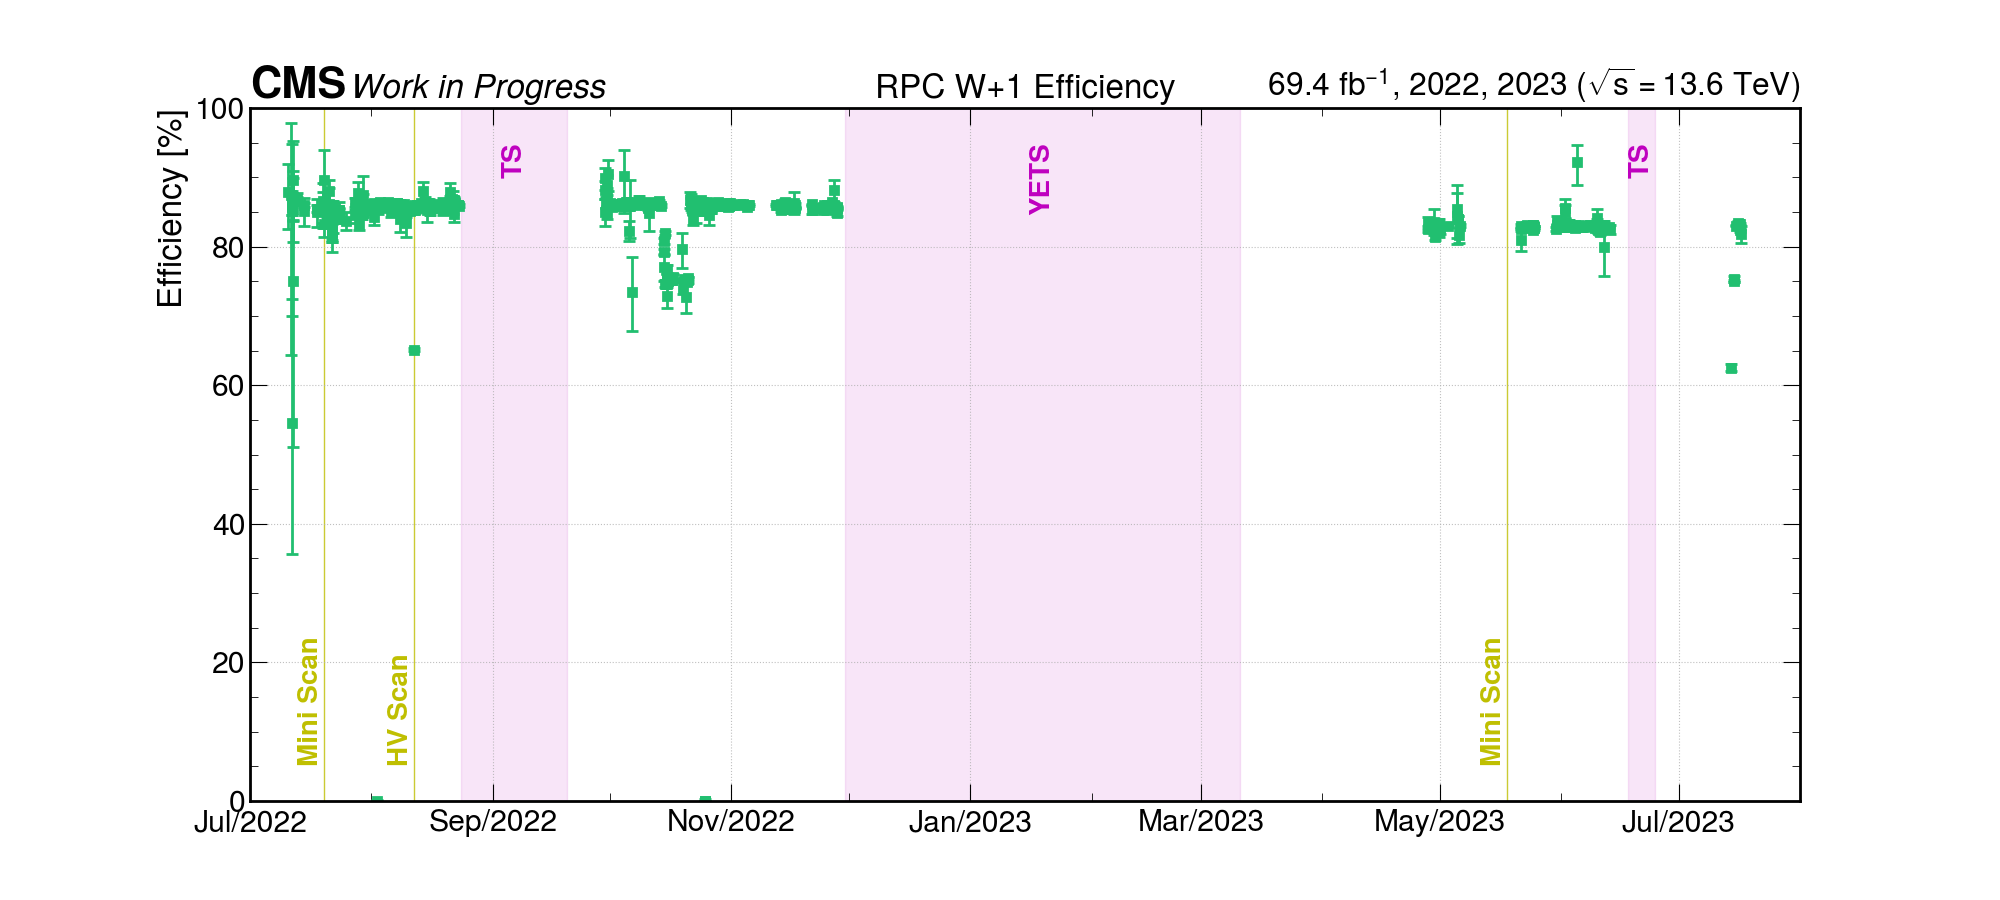 CMS Work in Progress RPC W+1 Efficiency 69.4 fb⁻¹, 2022, 2023 (√s = 13.6 TeV)
Efficiency [%]
100
80
60
40
20
0
TS
YETS
TS
Mini Scan
HV Scan
Mini Scan
Jul/2022 Sep/2022 Nov/2022 Jan/2023 Mar/2023 May/2023 Jul/2023